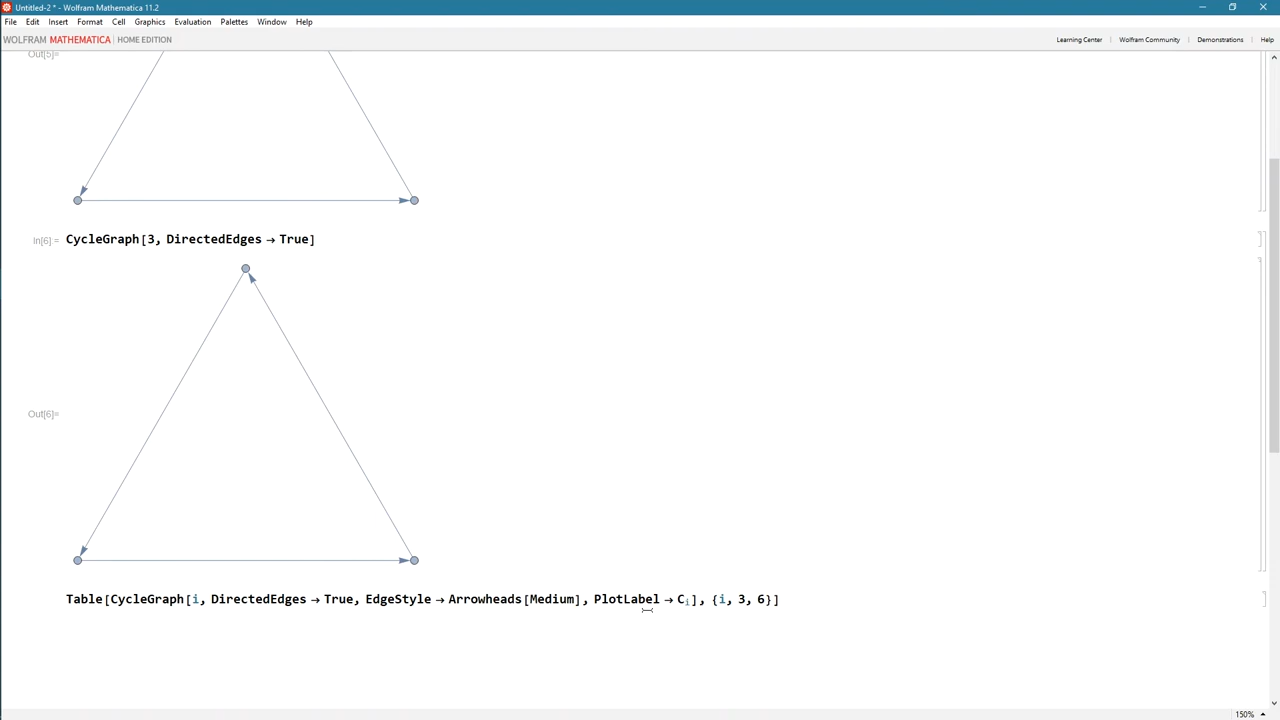 Untitled-2 * - Wolfram Mathematica 11.2
File Edit Insert Format Cell Graphics Evaluation Palettes Window Help
WOLFRAM MATHEMATICA | HOME EDITION Learning Center | Wolfram Community | Demonstrations | Help
Out[5]=
In[6]:= CycleGraph[3, DirectedEdges → True]
Out[6]=
Table[CycleGraph[i, DirectedEdges → True, EdgeStyle → Arrowheads[Medium], PlotLabel → Cᵢ], {i, 3, 6}]
150%